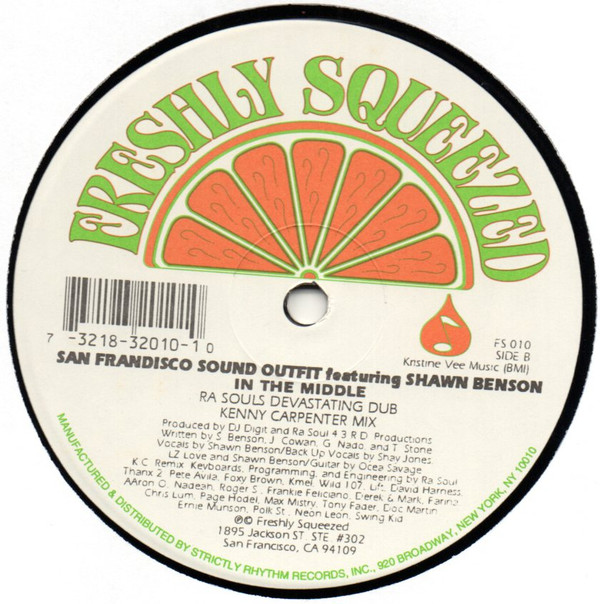 FRESHLY SQUEEZED
7 -3218-32010-1 0
FS 010
SIDE B
Kristine Vee Music (BMI)
SAN FRANDISCO SOUND OUTFIT featuring SHAWN BENSON
IN THE MIDDLE
RA SOULS DEVASTATING DUB
KENNY CARPENTER MIX
Produced by DJ Digit and Ra Soul 4 3 R D. Productions
Written by S. Benson, J. Cowan, G. Nado, and T. Stone
Vocals by Shawn Benson/Back Up Vocals by Shay Jones
LZ Love and Shawn Benson/Guitar by Ocea Savage
K.C. Remix Keyboards, Programming, and Engineering by Ra Soul
Thanx 2: Pete Avila, Foxy Brown, Kmel, Wild 107, Lift, David Harness,
AAron O., Nadeah, Roger S., Frankie Feliciano, Derek & Mark, Farina
Chris Lum, Page Hodel, Max Mistry, Tony Fader, Doc Martin
Ernie Munson, Polk St., Neon Leon, Swing Kid
℗© Freshly Squeezed
1895 Jackson ST STE #302
San Francisco, CA 94109
MANUFACTURED & DISTRIBUTED BY STRICTLY RHYTHM RECORDS, INC., 920 BROADWAY, NEW YORK, NY 10010